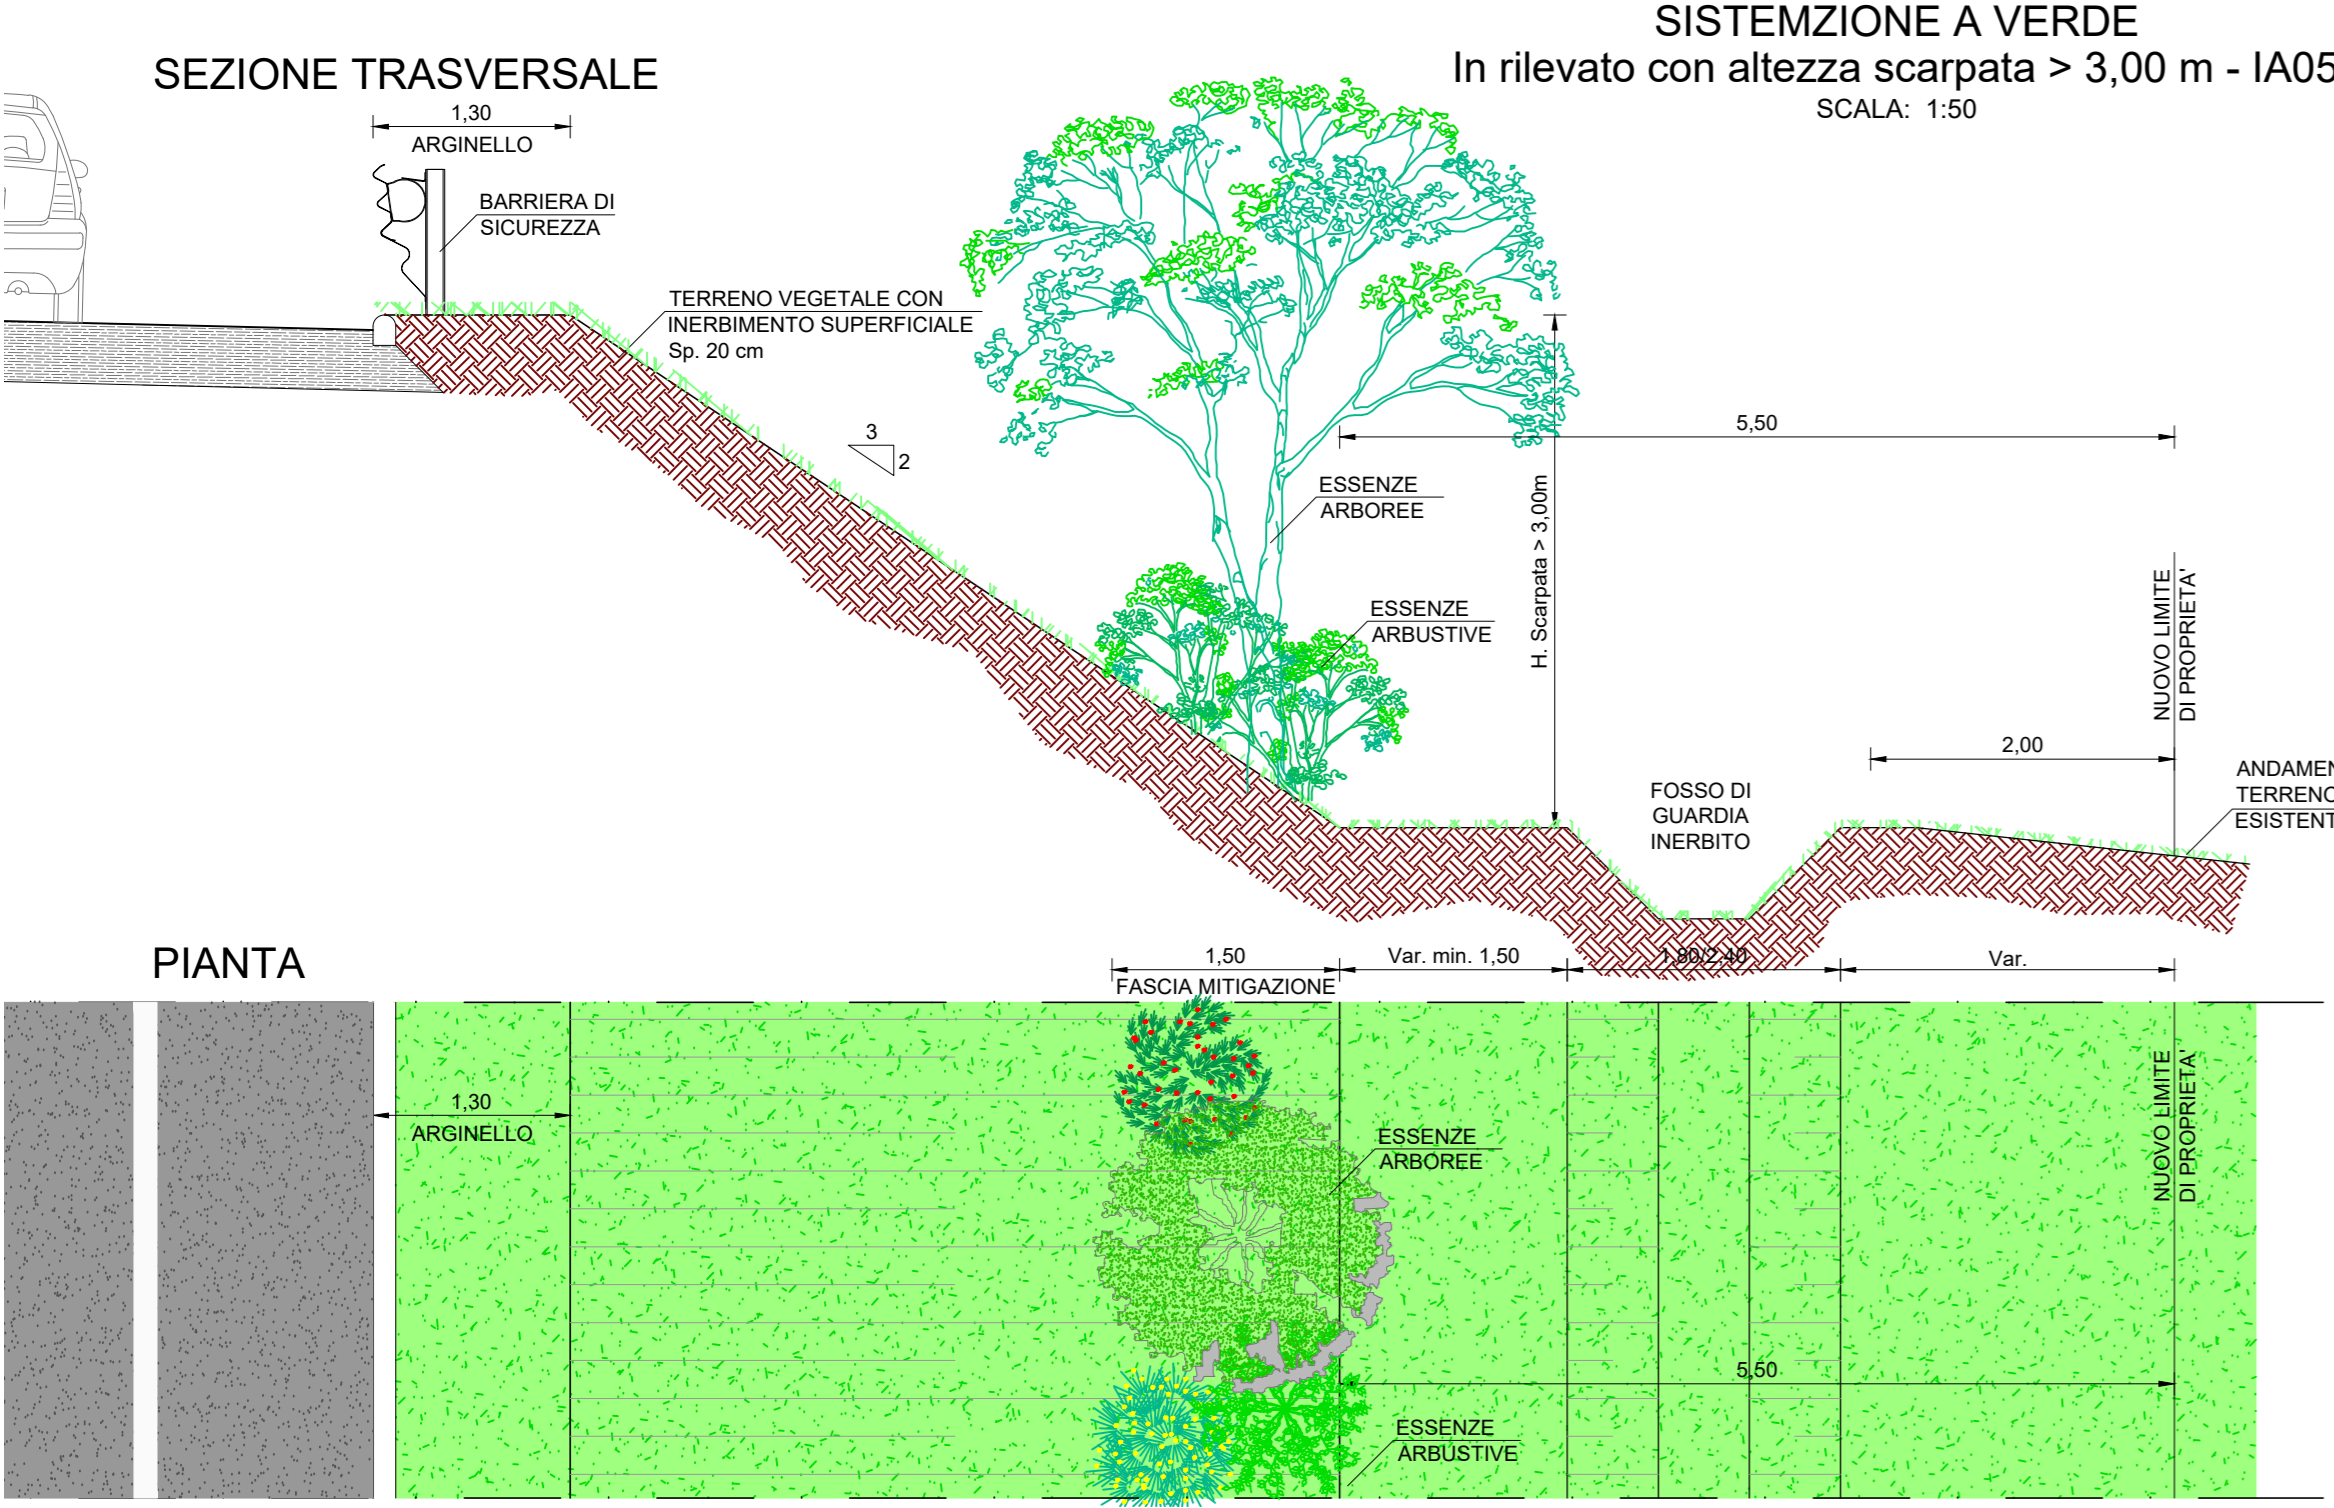 SISTEMZIONE A VERDE
In rilevato con altezza scarpata > 3,00 m - IA05
SCALA: 1:50
SEZIONE TRASVERSALE
1,30
ARGINELLO
BARRIERA DI
SICUREZZA
TERRENO VEGETALE CON
INERBIMENTO SUPERFICIALE
Sp. 20 cm
3
2
5,50
ESSENZE
ARBOREE
H. Scarpata > 3,00m
ESSENZE
ARBUSTIVE
NUOVO LIMITE
DI PROPRIETA'
2,00
FOSSO DI
GUARDIA
INERBITO
ANDAMEN
TERRENO
ESISTENT
PIANTA
1,50
FASCIA MITIGAZIONE
Var. min. 1,50
1,80/2,40
Var.
1,30
ARGINELLO
ESSENZE
ARBOREE
NUOVO LIMITE
DI PROPRIETA'
5,50
ESSENZE
ARBUSTIVE